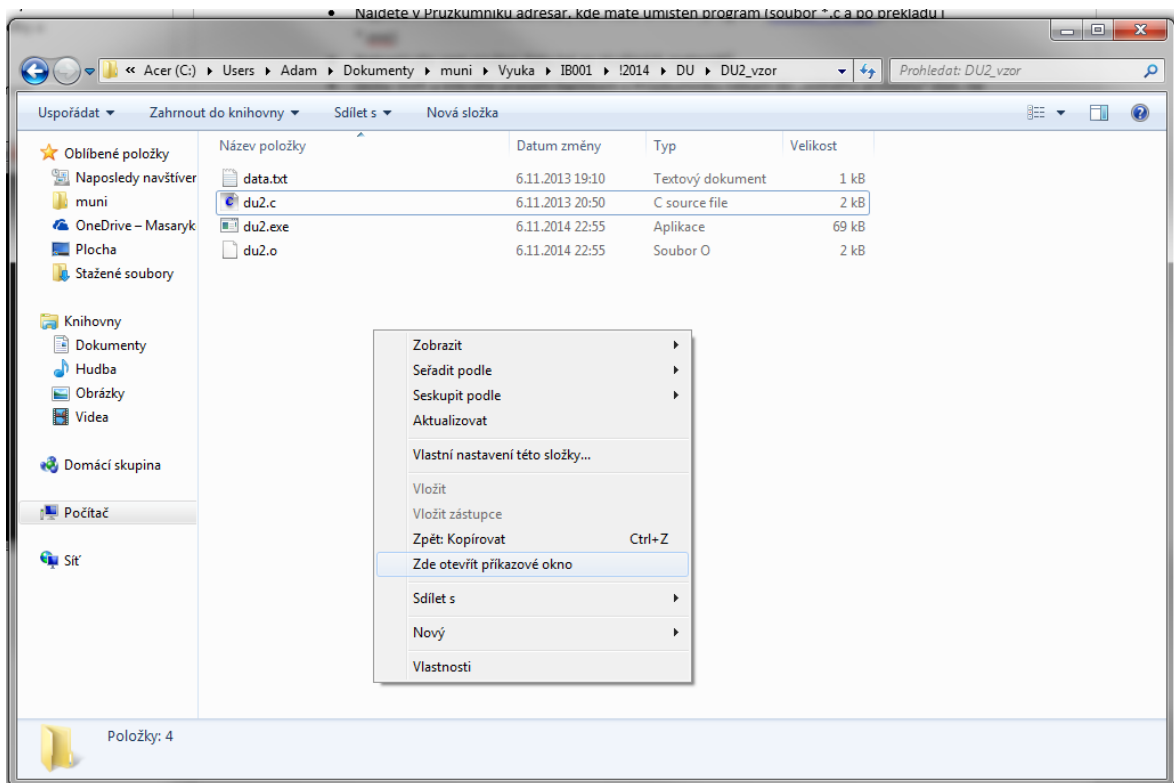 • Najdete v Průzkumníku adresář, kde máte umístěn program (soubor *.c a po překladu i
*.exe)
« Acer (C:) ▸ Users ▸ Adam ▸ Dokumenty ▸ muni ▸ Vyuka ▸ IB001 ▸ !2014 ▸ DU ▸ DU2_vzor
Prohledat: DU2_vzor
Uspořádat Zahrnout do knihovny Sdílet s Nová složka
Oblíbené položky
Naposledy navštíver
muni
OneDrive – Masaryk
Plocha
Stažené soubory
Knihovny
Dokumenty
Hudba
Obrázky
Videa
Domácí skupina
Počítač
Síť
Název položky Datum změny Typ Velikost
data.txt 6.11.2013 19:10 Textový dokument 1 kB
du2.c 6.11.2013 20:50 C source file 2 kB
du2.exe 6.11.2014 22:55 Aplikace 69 kB
du2.o 6.11.2014 22:55 Soubor O 2 kB
Zobrazit
Seřadit podle
Seskupit podle
Aktualizovat
Vlastní nastavení této složky...
Vložit
Vložit zástupce
Zpět: Kopírovat Ctrl+Z
Zde otevřít příkazové okno
Sdílet s
Nový
Vlastnosti
Položky: 4